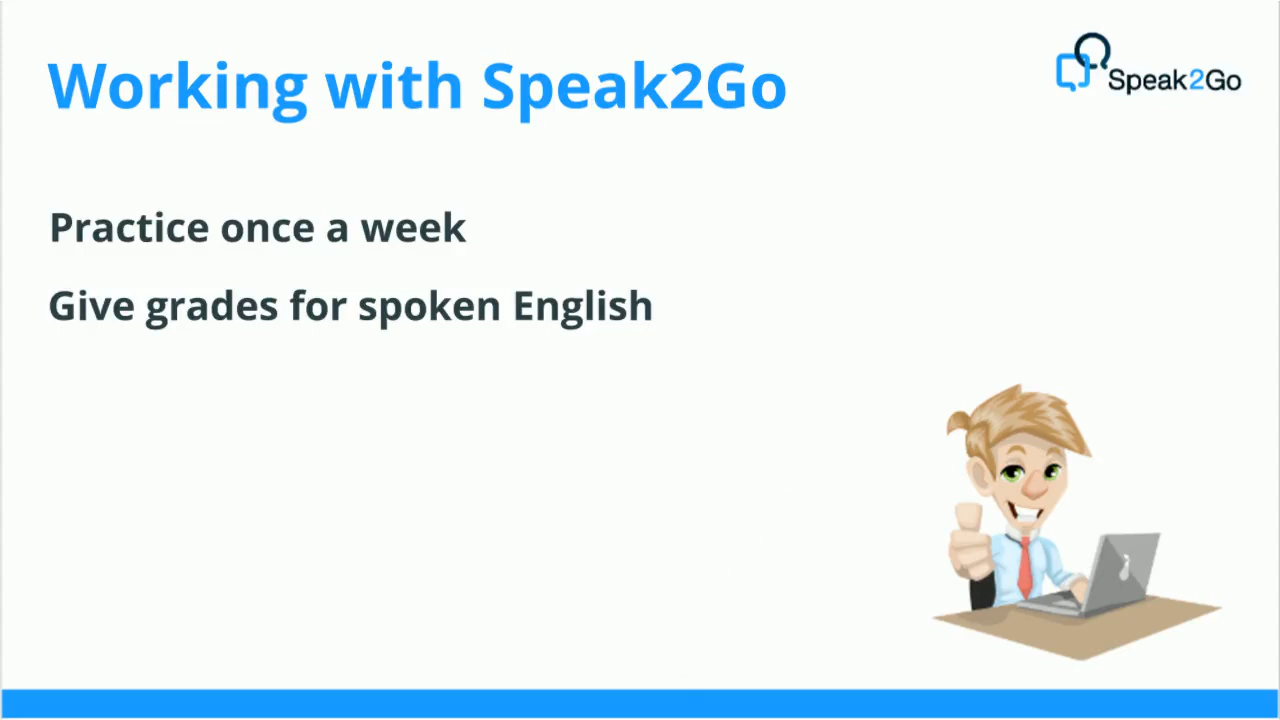 Working with Speak2Go
Speak2Go
Practice once a week
Give grades for spoken English